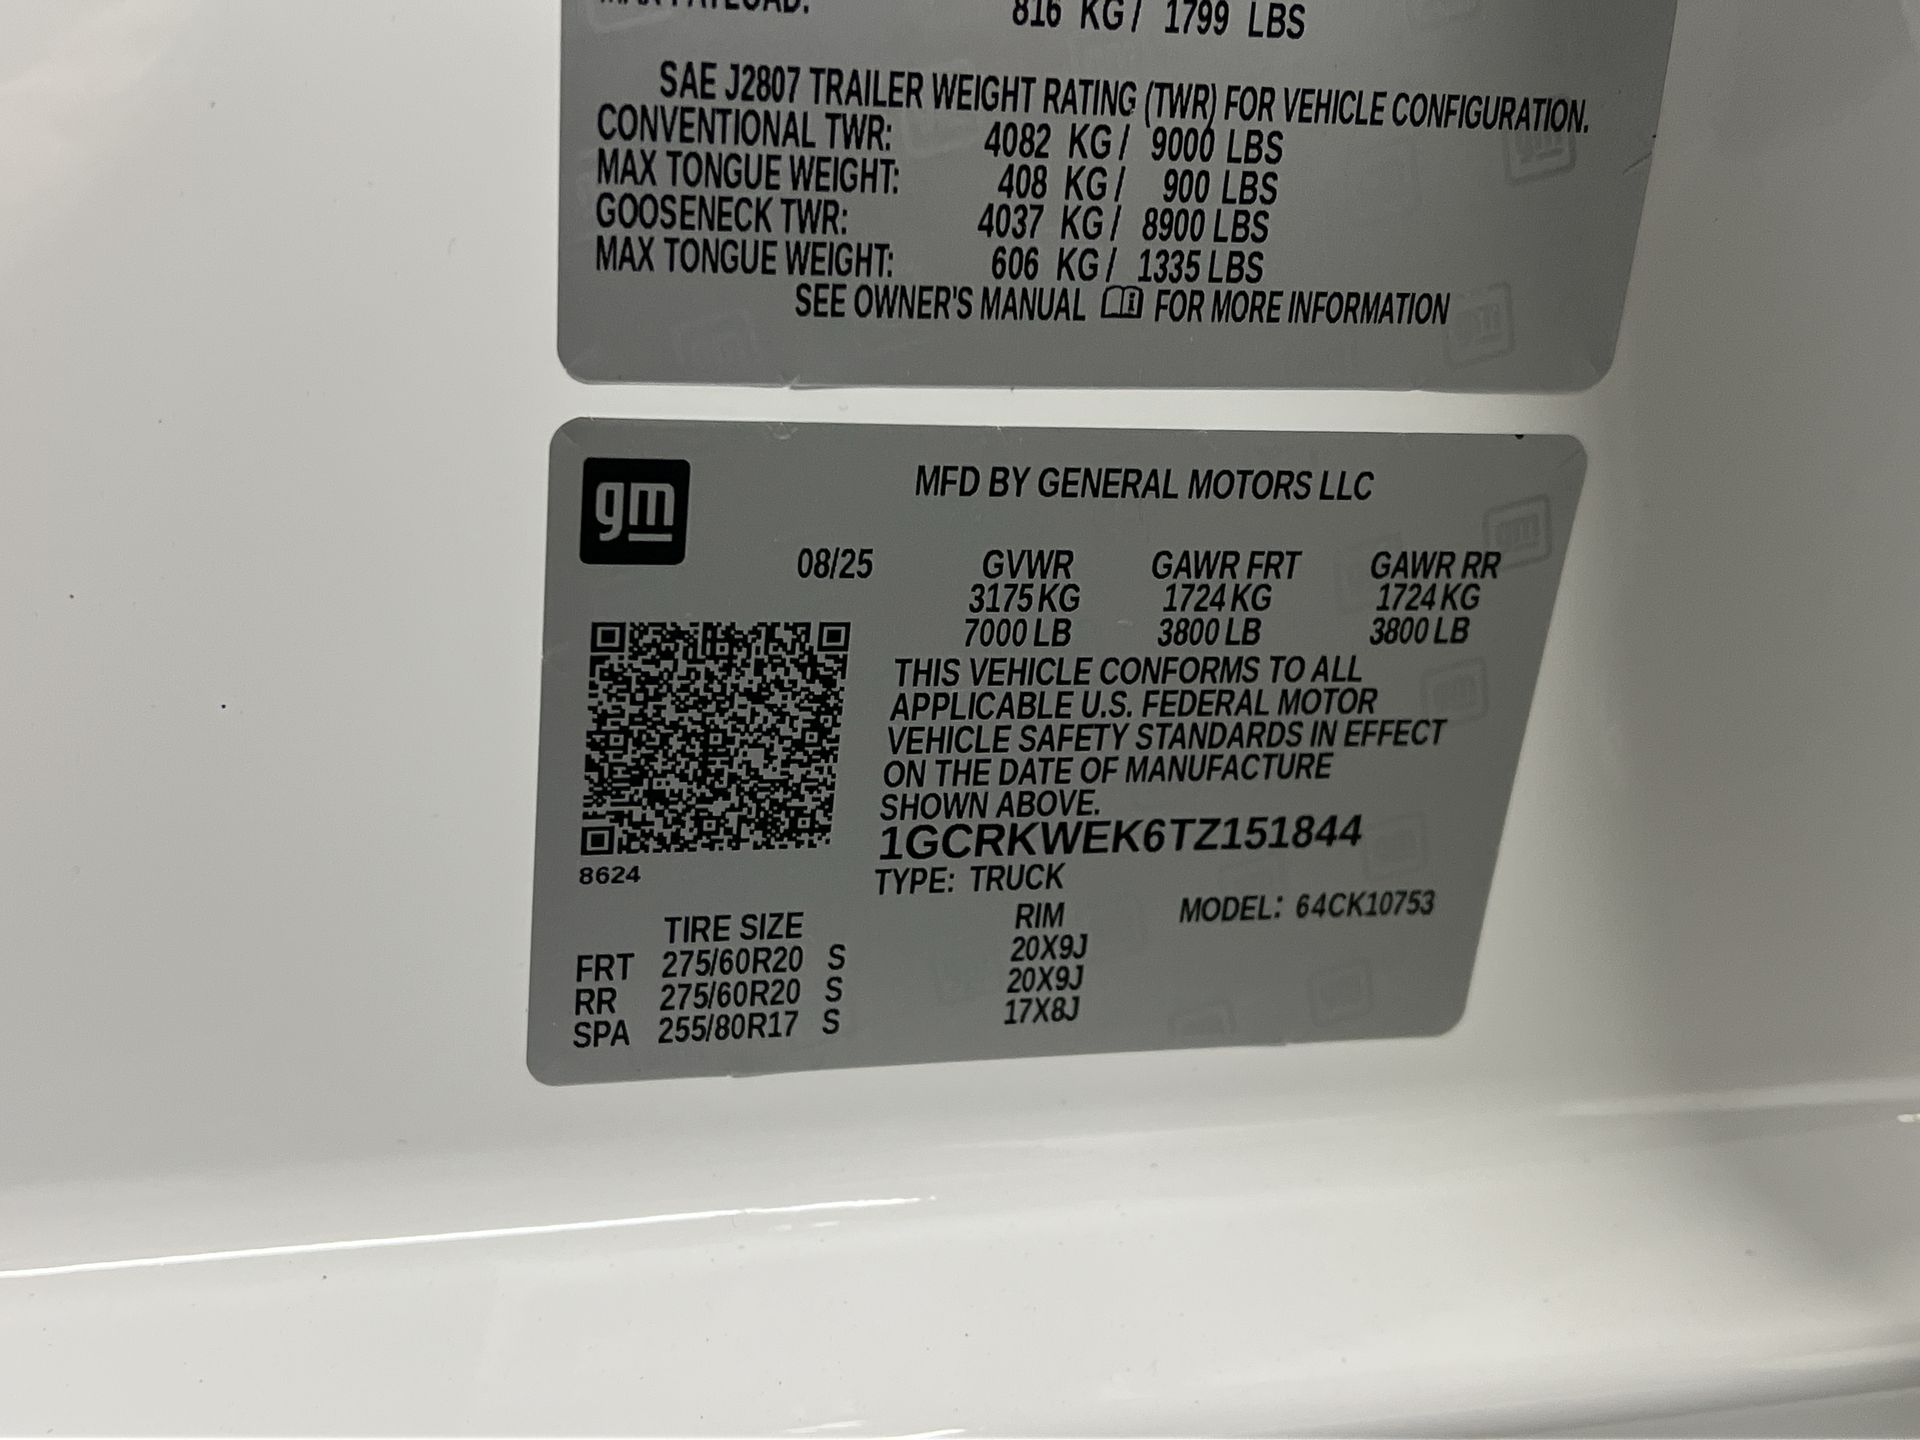 MAX PAYLOAD: 816 KG / 1799 LBS
SAE J2807 TRAILER WEIGHT RATING (TWR) FOR VEHICLE CONFIGURATION.
CONVENTIONAL TWR: 4082 KG / 9000 LBS
MAX TONGUE WEIGHT: 408 KG / 900 LBS
GOOSENECK TWR: 4037 KG / 8900 LBS
MAX TONGUE WEIGHT: 606 KG / 1335 LBS
SEE OWNER'S MANUAL FOR MORE INFORMATION
gm
MFD BY GENERAL MOTORS LLC
08/25 GVWR GAWR FRT GAWR RR
3175 KG 1724 KG 1724 KG
7000 LB 3800 LB 3800 LB
THIS VEHICLE CONFORMS TO ALL
APPLICABLE U.S. FEDERAL MOTOR
VEHICLE SAFETY STANDARDS IN EFFECT
ON THE DATE OF MANUFACTURE
SHOWN ABOVE.
1GCRKWEK6TZ151844
8624
TYPE: TRUCK
MODEL: 64CK10753
TIRE SIZE RIM
FRT 275/60R20 S 20X9J
RR 275/60R20 S 20X9J
SPA 255/80R17 S 17X8J